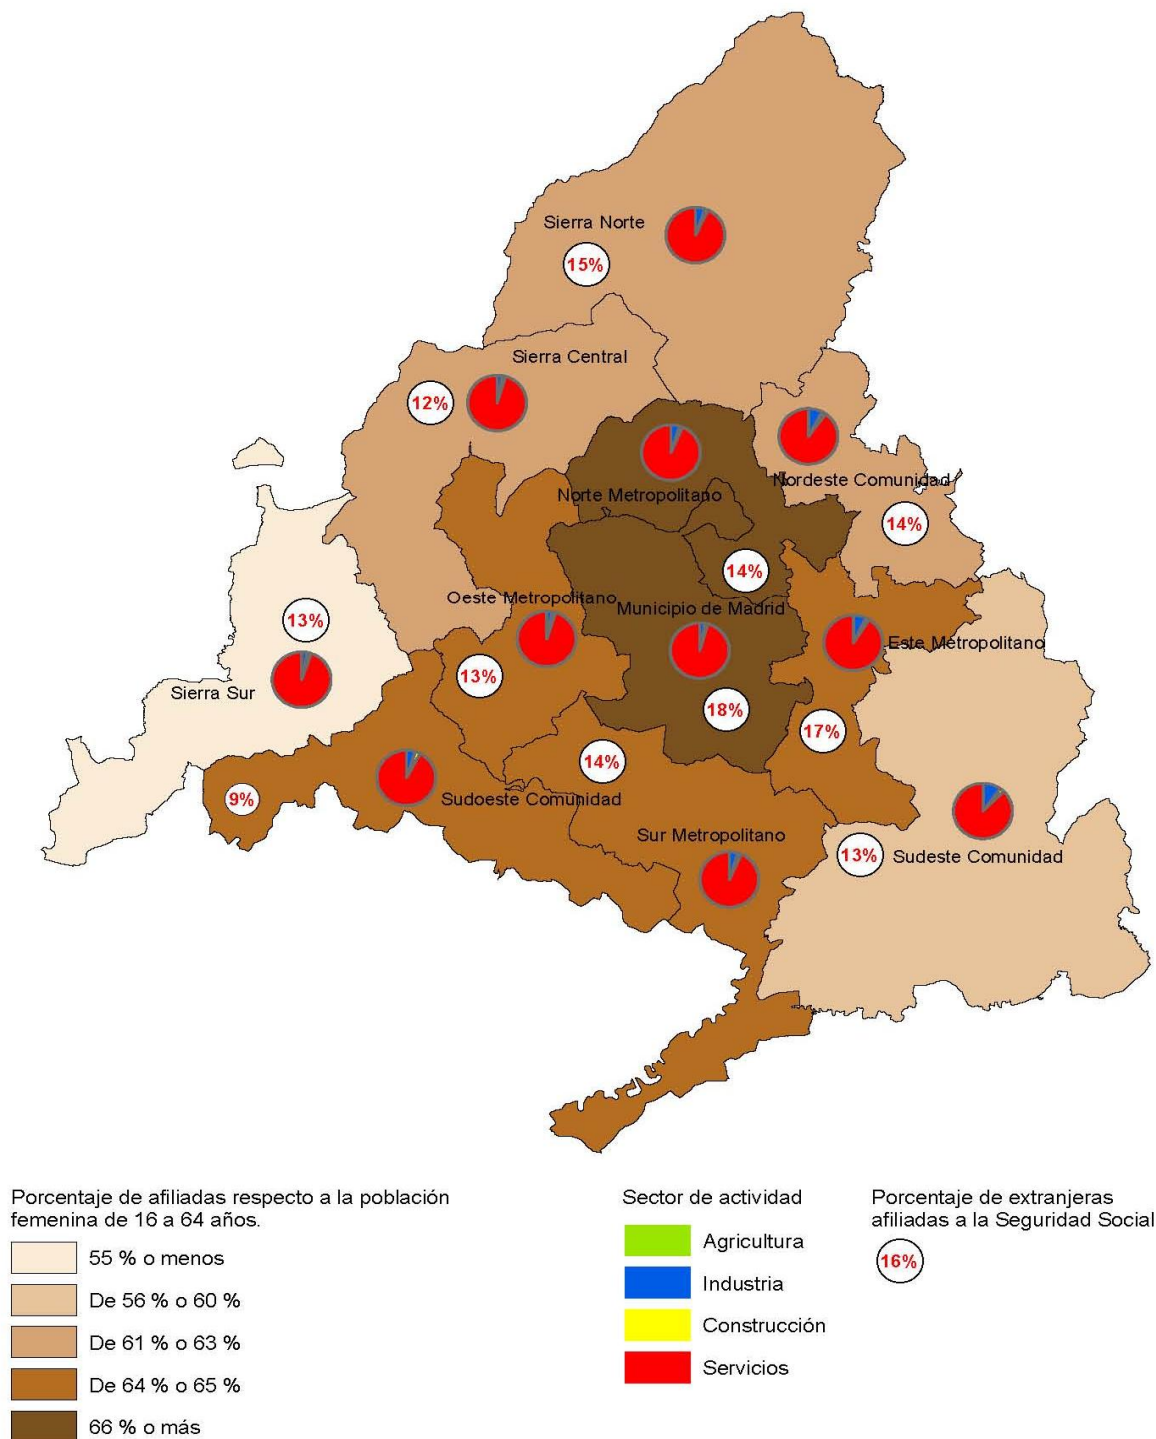 Sierra Norte
15%
Sierra Central
12%
Norte Metropolitano
Nordeste Comunidad
14%
14%
Oeste Metropolitano
Municipio de Madrid
Este Metropolitano
13%
13%
Sierra Sur
18%
17%
14%
9%
Sudoeste Comunidad
Sur Metropolitano
13%
Sudeste Comunidad
Porcentaje de afiliadas respecto a la población
femenina de 16 a 64 años.
55 % o menos
De 56 % o 60 %
De 61 % o 63 %
De 64 % o 65 %
66 % o más
Sector de actividad
Agricultura
Industria
Construcción
Servicios
Porcentaje de extranjeras
afiliadas a la Seguridad Social
16%